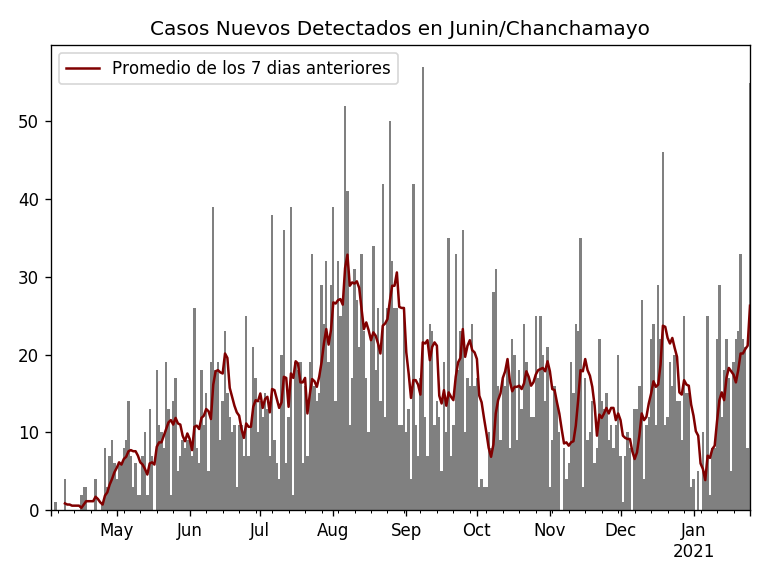 Casos Nuevos Detectados en Junin/Chanchamayo
Promedio de los 7 dias anteriores
50
40
30
20
10
0
May Jun Jul Aug Sep Oct Nov Dec Jan
2021